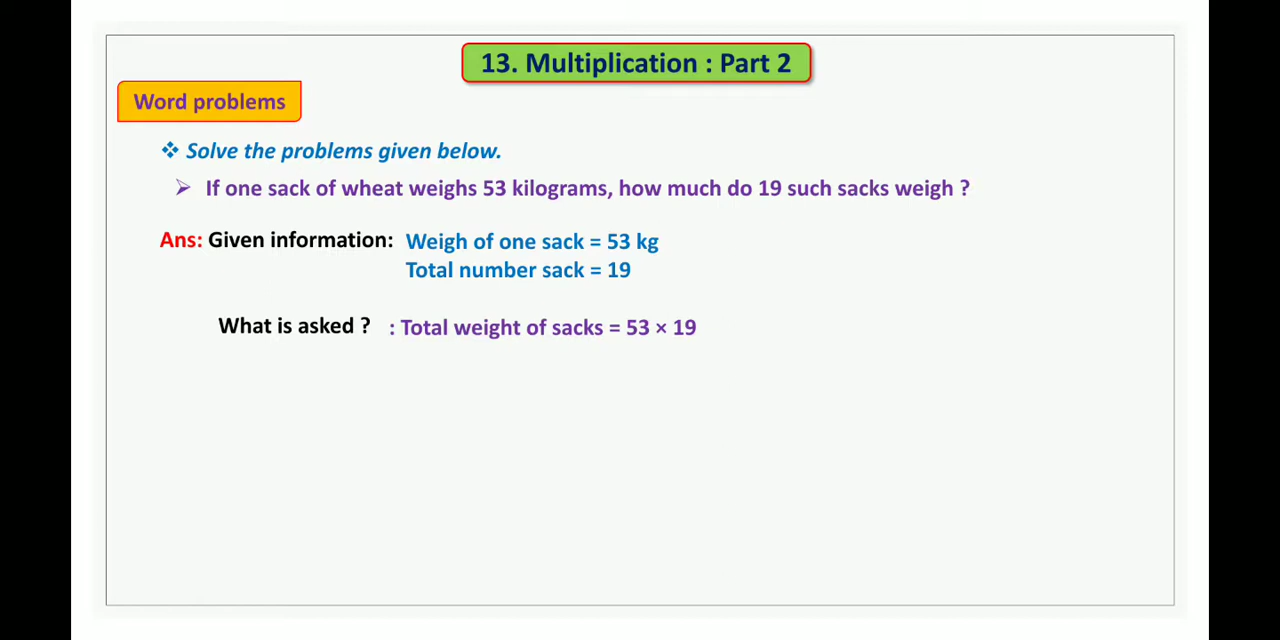 13. Multiplication : Part 2
Word problems
❖ Solve the problems given below.
➢ If one sack of wheat weighs 53 kilograms, how much do 19 such sacks weigh ?
Ans: Given information: Weigh of one sack = 53 kg
Total number sack = 19
What is asked ? : Total weight of sacks = 53 × 19